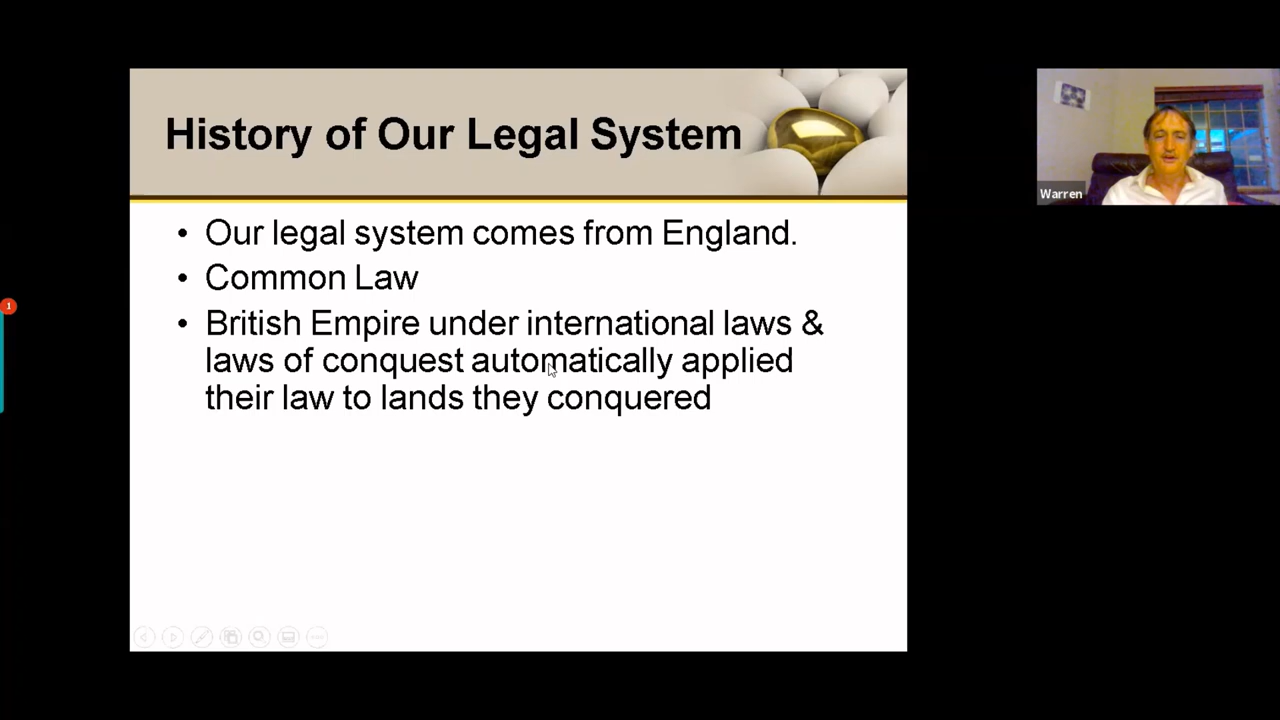 History of Our Legal System
• Our legal system comes from England.
• Common Law
• British Empire under international laws &
laws of conquest automatically applied
their law to lands they conquered
Warren
1